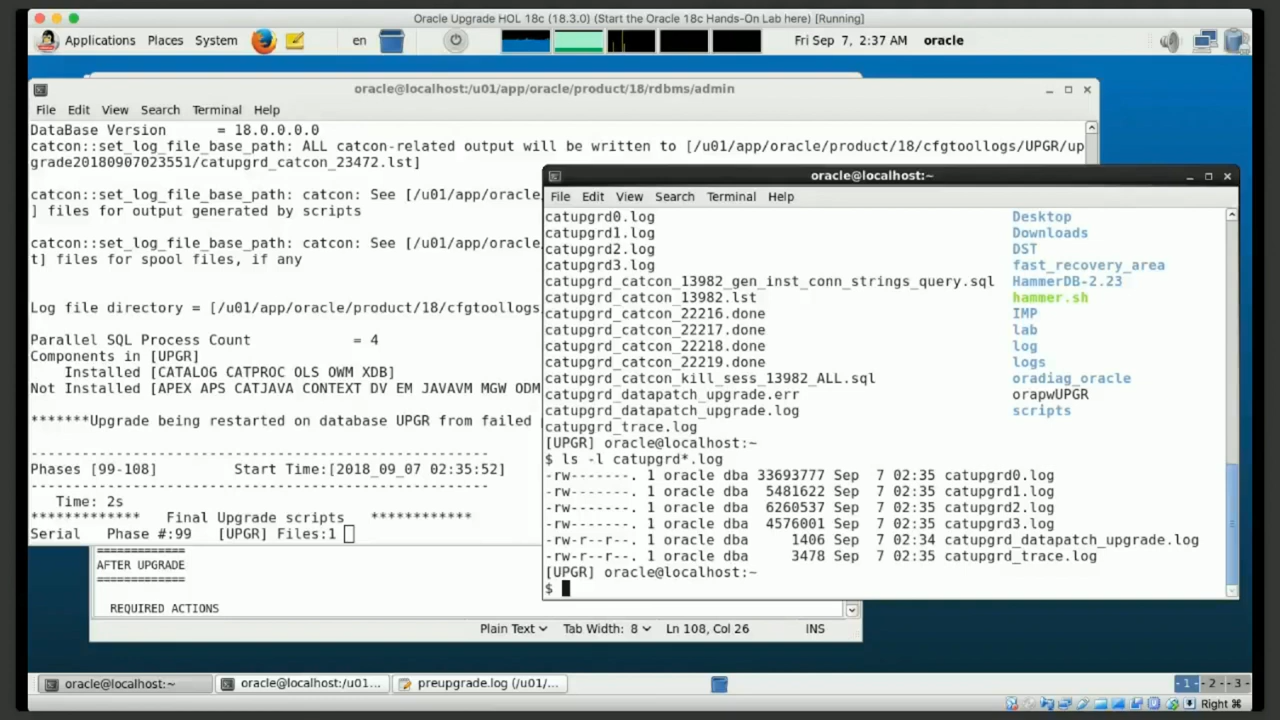 Oracle Upgrade HOL 18c (18.3.0) (Start the Oracle 18c Hands-On Lab here) [Running]
Applications Places System en Fri Sep 7, 2:37 AM oracle
oracle@localhost:/u01/app/oracle/product/18/rdbms/admin
File Edit View Search Terminal Help
DataBase Version = 18.0.0.0.0
catcon::set_log_file_base_path: ALL catcon-related output will be written to [/u01/app/oracle/product/18/cfgtoollogs/UPGR/up
grade20180907023551/catupgrd_catcon_23472.lst]
catcon::set_log_file_base_path: catcon: See [/u01/app/oracle
] files for output generated by scripts
catcon::set_log_file_base_path: catcon: See [/u01/app/oracle
t] files for spool files, if any
Log file directory = [/u01/app/oracle/product/18/cfgtoollogs
Parallel SQL Process Count = 4
Components in [UPGR]
Installed [CATALOG CATPROC OLS OWM XDB]
Not Installed [APEX APS CATJAVA CONTEXT DV EM JAVAVM MGW ODM
*******Upgrade being restarted on database UPGR from failed
------------------------------------------------------
Phases [99-108] Start Time:[2018_09_07 02:35:52]
------------------------------------------------------
Time: 2s
************* Final Upgrade scripts ************
Serial Phase #:99 [UPGR] Files:1
oracle@localhost:~
File Edit View Search Terminal Help
catupgrd0.log Desktop
catupgrd1.log Downloads
catupgrd2.log DST
catupgrd3.log fast_recovery_area
catupgrd_catcon_13982_gen_inst_conn_strings_query.sql HammerDB-2.23
catupgrd_catcon_13982.lst hammer.sh
catupgrd_catcon_22216.done IMP
catupgrd_catcon_22217.done lab
catupgrd_catcon_22218.done log
catupgrd_catcon_22219.done logs
catupgrd_catcon_kill_sess_13982_ALL.sql oradiag_oracle
catupgrd_datapatch_upgrade.err orapwUPGR
catupgrd_datapatch_upgrade.log scripts
catupgrd_trace.log
[UPGR] oracle@localhost:~
$ ls -l catupgrd*.log
-rw-------. 1 oracle dba 33693777 Sep 7 02:35 catupgrd0.log
-rw-------. 1 oracle dba 5481622 Sep 7 02:35 catupgrd1.log
-rw-------. 1 oracle dba 6260537 Sep 7 02:35 catupgrd2.log
-rw-------. 1 oracle dba 4576001 Sep 7 02:35 catupgrd3.log
-rw-r--r--. 1 oracle dba 1406 Sep 7 02:34 catupgrd_datapatch_upgrade.log
-rw-r--r--. 1 oracle dba 3478 Sep 7 02:35 catupgrd_trace.log
[UPGR] oracle@localhost:~
$
=============
AFTER UPGRADE
=============
REQUIRED ACTIONS
Plain Text Tab Width: 8 Ln 108, Col 26 INS
oracle@localhost:~ oracle@localhost:/u01... preupgrade.log (/u01/... - 1 - - 2 - - 3 -
Right ⌘